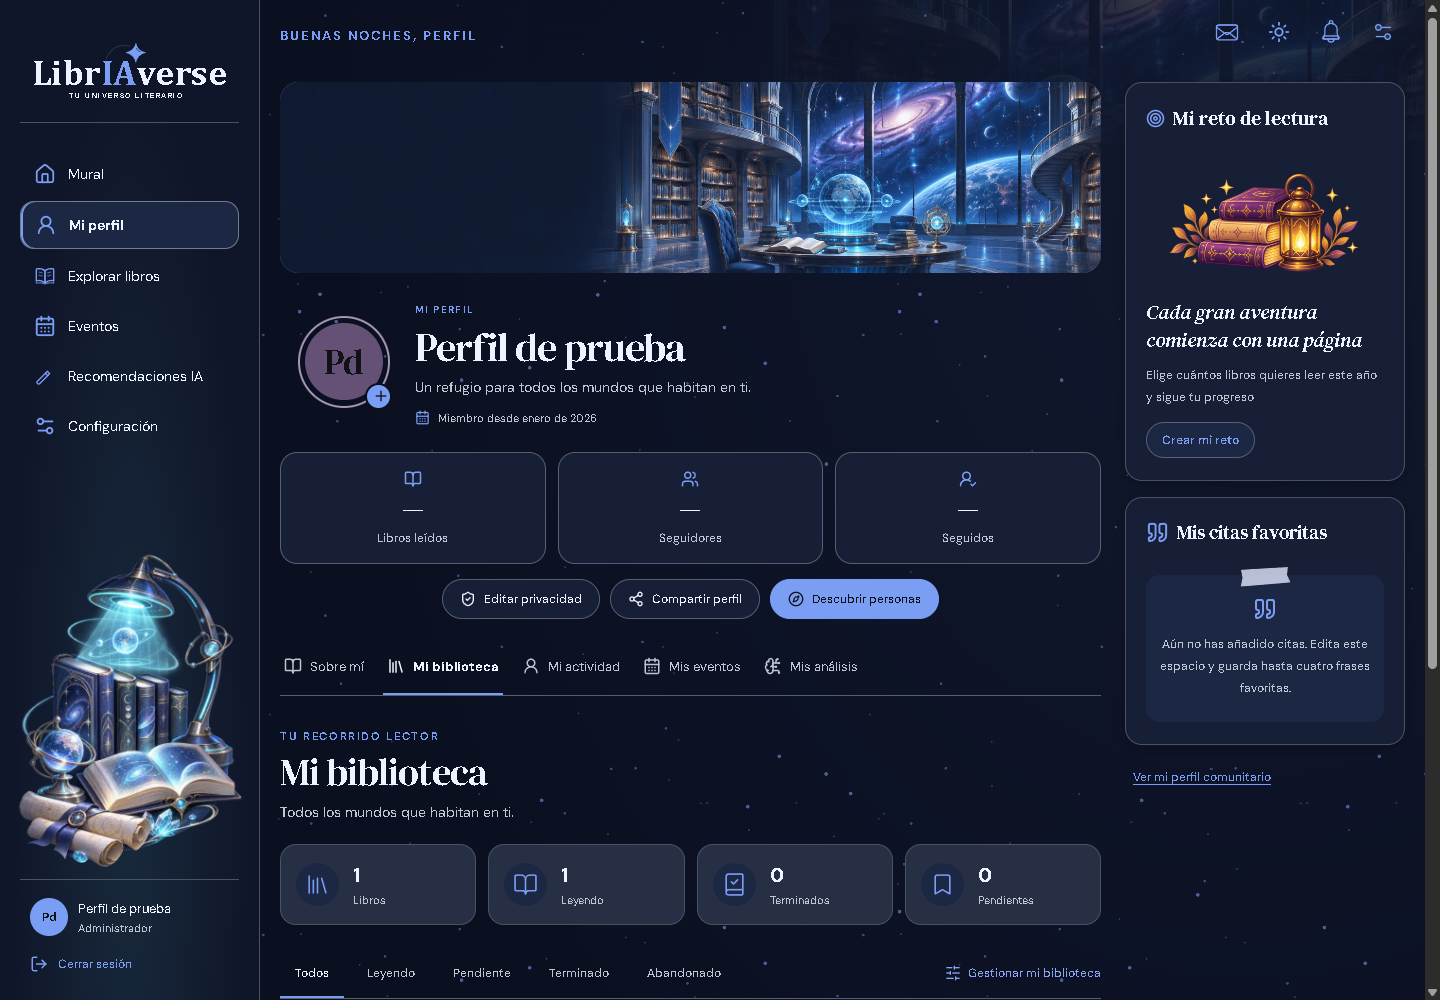 LibrIAverse
TU UNIVERSO LITERARIO
Mural
Mi perfil
Explorar libros
Eventos
Recomendaciones IA
Configuración
Pd
Perfil de prueba
Administrador
Cerrar sesión
BUENAS NOCHES, PERFIL
Pd
MI PERFIL
Perfil de prueba
Un refugio para todos los mundos que habitan en ti.
Miembro desde enero de 2026
—
Libros leídos
—
Seguidores
—
Seguidos
Editar privacidad
Compartir perfil
Descubrir personas
Sobre mí
Mi biblioteca
Mi actividad
Mis eventos
Mis análisis
TU RECORRIDO LECTOR
Mi biblioteca
Todos los mundos que habitan en ti.
1
Libros
1
Leyendo
0
Terminados
0
Pendientes
Todos
Leyendo
Pendiente
Terminado
Abandonado
Gestionar mi biblioteca
Mi reto de lectura
Cada gran aventura
comienza con una página
Elige cuántos libros quieres leer este año
y sigue tu progreso
Crear mi reto
Mis citas favoritas
Aún no has añadido citas. Edita este
espacio y guarda hasta cuatro frases
favoritas.
Ver mi perfil comunitario